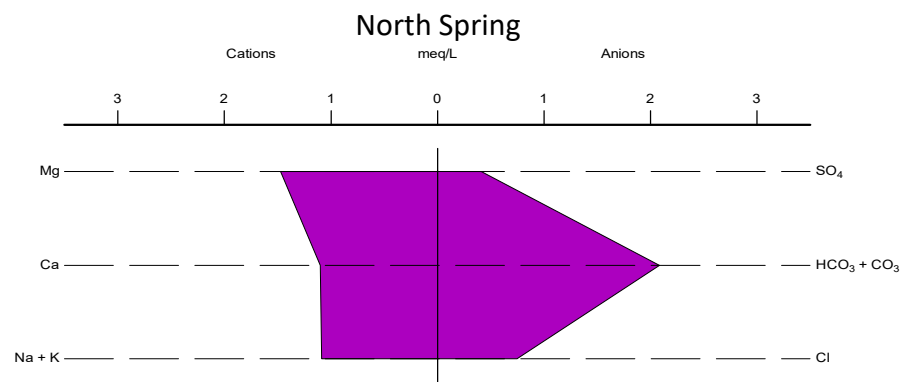 North Spring
Cations meq/L Anions
3 2 1 0 1 2 3
Mg SO₄
Ca HCO₃ + CO₃
Na + K Cl